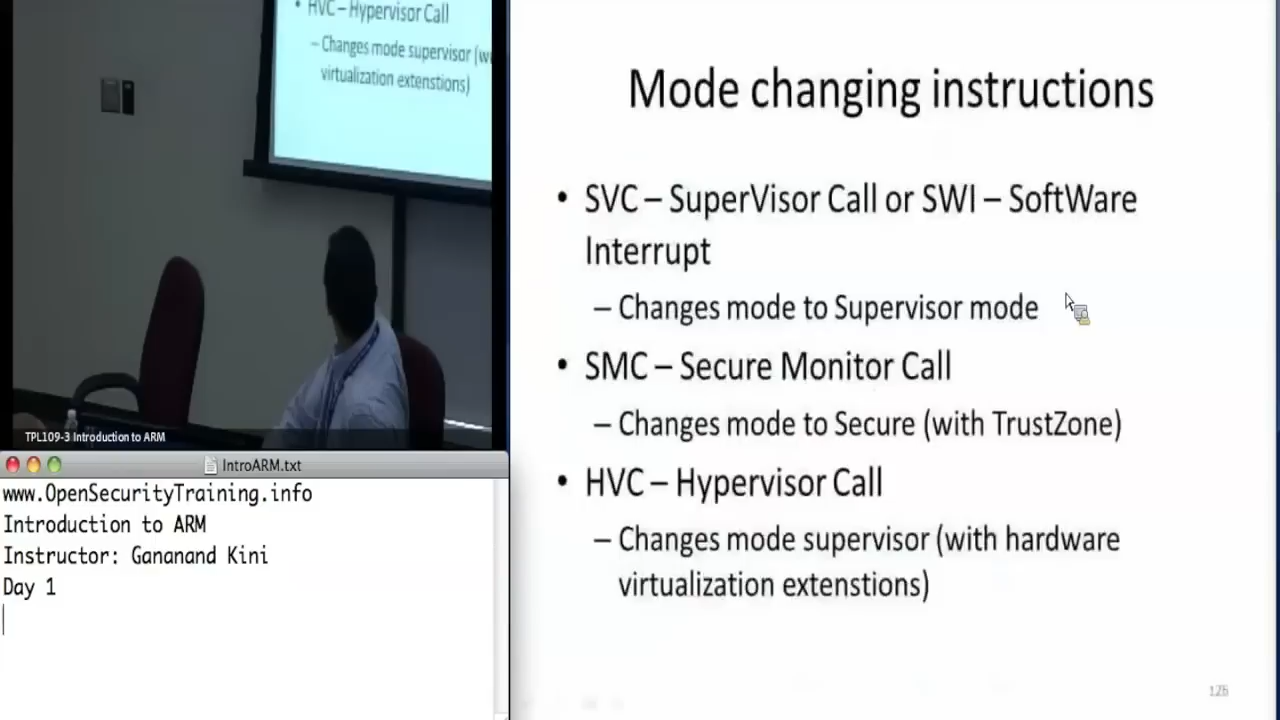 • HVC – Hypervisor Call
– Changes mode supervisor (w
virtualization extenstions)
TPL109-3 Introduction to ARM
IntroARM.txt
www.OpenSecurityTraining.info
Introduction to ARM
Instructor: Gananand Kini
Day 1
Mode changing instructions
• SVC – SuperVisor Call or SWI – SoftWare
Interrupt
– Changes mode to Supervisor mode
• SMC – Secure Monitor Call
– Changes mode to Secure (with TrustZone)
• HVC – Hypervisor Call
– Changes mode supervisor (with hardware
virtualization extenstions)